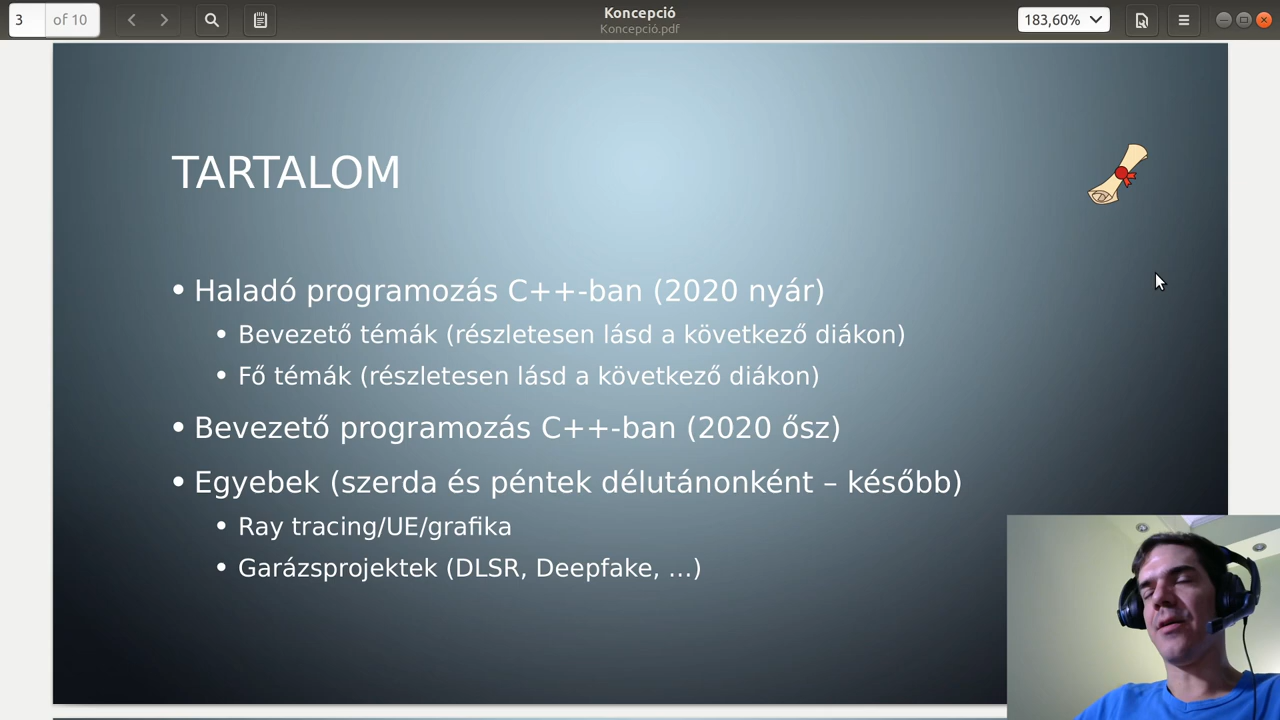 3 of 10
Koncepció
Koncepció.pdf
183,60%
TARTALOM
• Haladó programozás C++-ban (2020 nyár)
• Bevezető témák (részletesen lásd a következő diákon)
• Fő témák (részletesen lásd a következő diákon)
• Bevezető programozás C++-ban (2020 ősz)
• Egyebek (szerda és péntek délutánonként – később)
• Ray tracing/UE/grafika
• Garázsprojektek (DLSR, Deepfake, ...)